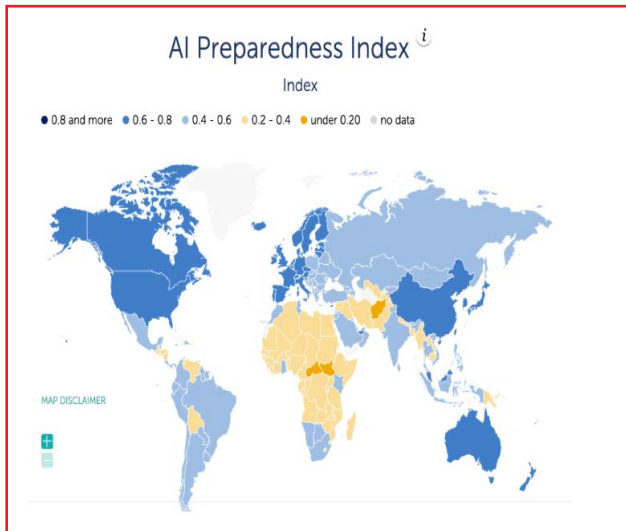 AI Preparedness Index i
Index
0.8 and more 0.6 - 0.8 0.4 - 0.6 0.2 - 0.4 under 0.20 no data
MAP DISCLAIMER
+
−